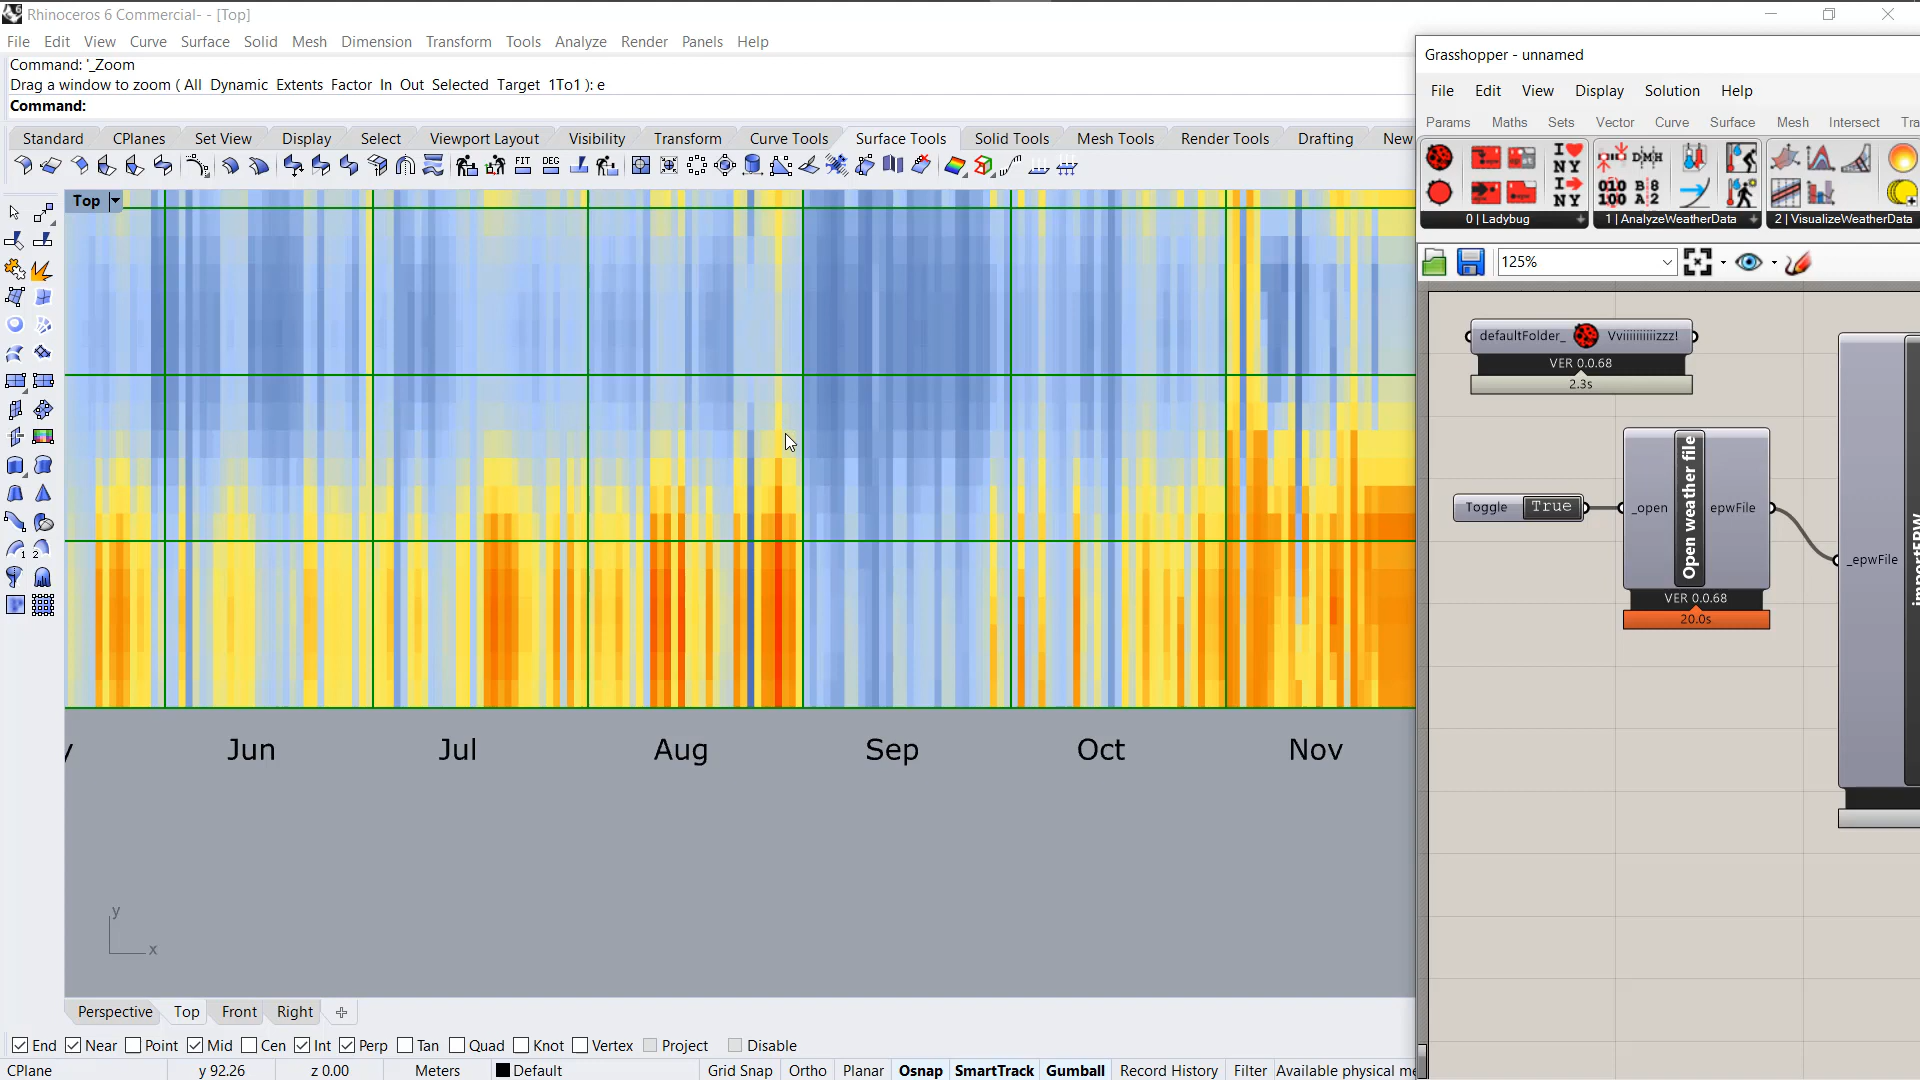 Rhinoceros 6 Commercial- - [Top]
File Edit View Curve Surface Solid Mesh Dimension Transform Tools Analyze Render Panels Help
Command: '_Zoom
Drag a window to zoom ( All Dynamic Extents Factor In Out Selected Target 1To1 ): e
Command:
Standard CPlanes Set View Display Select Viewport Layout Visibility Transform Curve Tools Surface Tools Solid Tools Mesh Tools Render Tools Drafting New
FIT DEG
Top
Jun Jul Aug Sep Oct Nov
y
x
Perspective Top Front Right
End Near Point Mid Cen Int Perp Tan Quad Knot Vertex Project Disable
CPlane y 92.26 z 0.00 Meters Default Grid Snap Ortho Planar Osnap SmartTrack Gumball Record History Filter Available physical me
Grasshopper - unnamed
File Edit View Display Solution Help
Params Maths Sets Vector Curve Surface Mesh Intersect Tra
0 | Ladybug 1 | AnalyzeWeatherData 2 | VisualizeWeatherData
125%
defaultFolder_ Vviiiiiiiiiizzz!
VER 0.0.68
2.3s
Toggle True
_open Open weather file epwFile
VER 0.0.68
20.0s
_epwFile importEPW